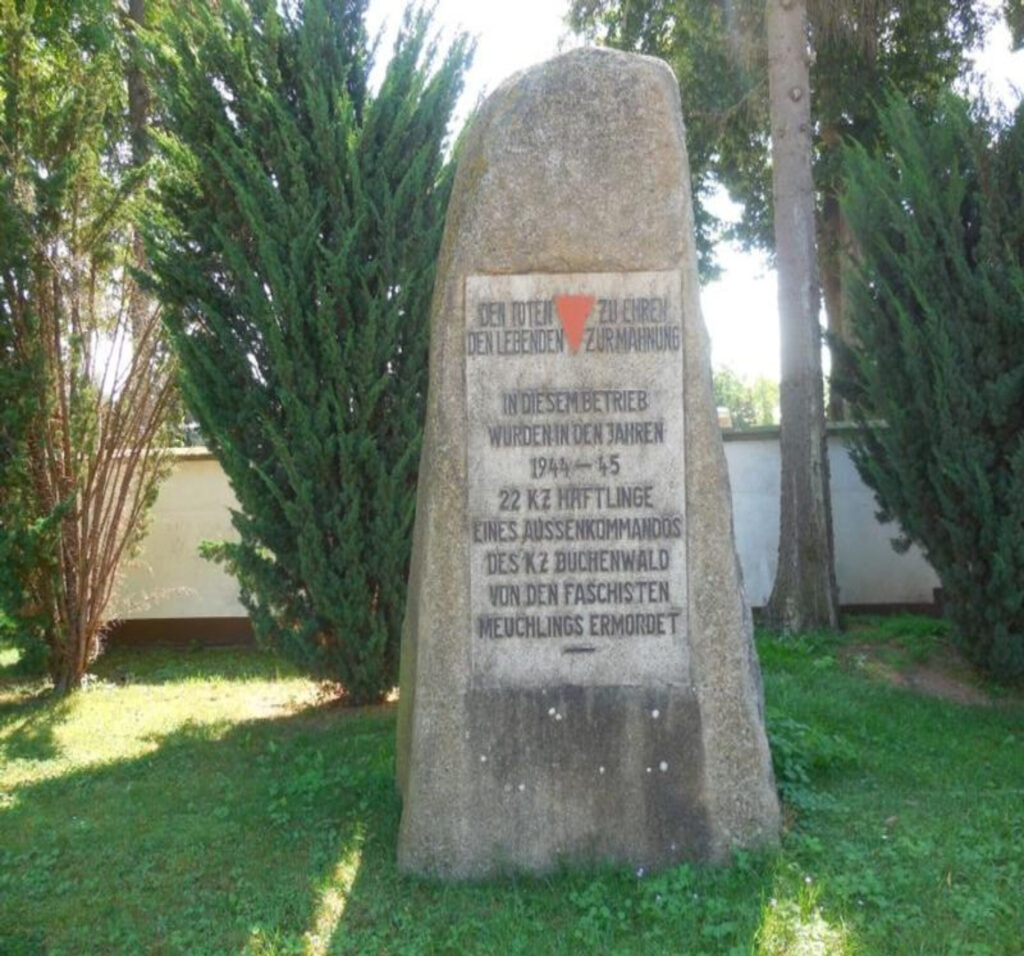 DEN TOTEN ZU EHREN
DEN LEBENDEN ZUR MAHNUNG
IN DIESEM BETRIEB
WURDEN IN DEN JAHREN
1944 — 45
22 KZ HÄFTLINGE
EINES AUSSENKOMMANDOS
DES KZ BUCHENWALD
VON DEN FASCHISTEN
MEUCHLINGS ERMORDET